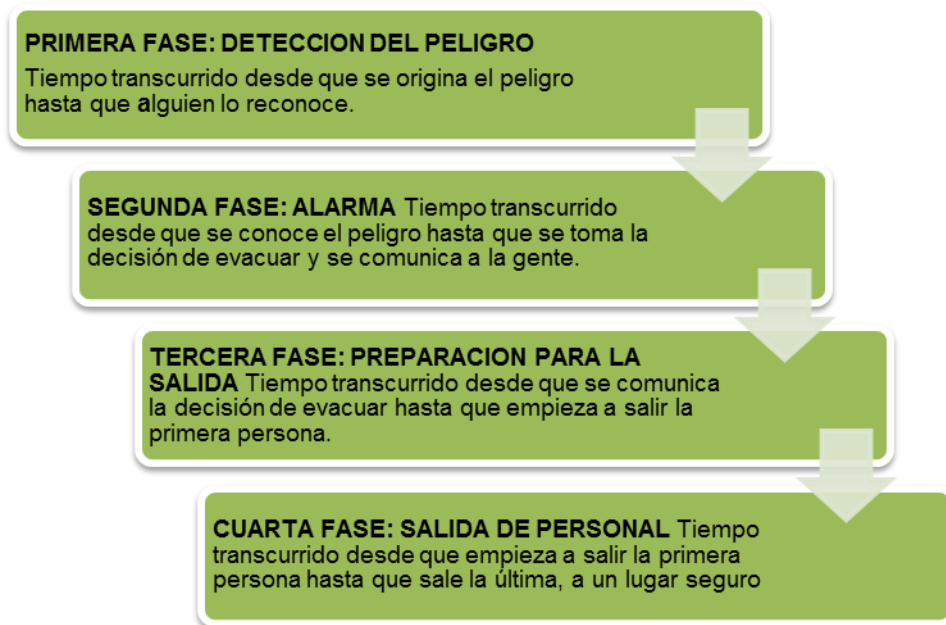 PRIMERA FASE: DETECCION DEL PELIGRO
Tiempo transcurrido desde que se origina el peligro
hasta que alguien lo reconoce.
SEGUNDA FASE: ALARMA Tiempo transcurrido
desde que se conoce el peligro hasta que se toma la
decisión de evacuar y se comunica a la gente.
TERCERA FASE: PREPARACION PARA LA
SALIDA Tiempo transcurrido desde que se comunica
la decisión de evacuar hasta que empieza a salir la
primera persona.
CUARTA FASE: SALIDA DE PERSONAL Tiempo
transcurrido desde que empieza a salir la primera
persona hasta que sale la última, a un lugar seguro